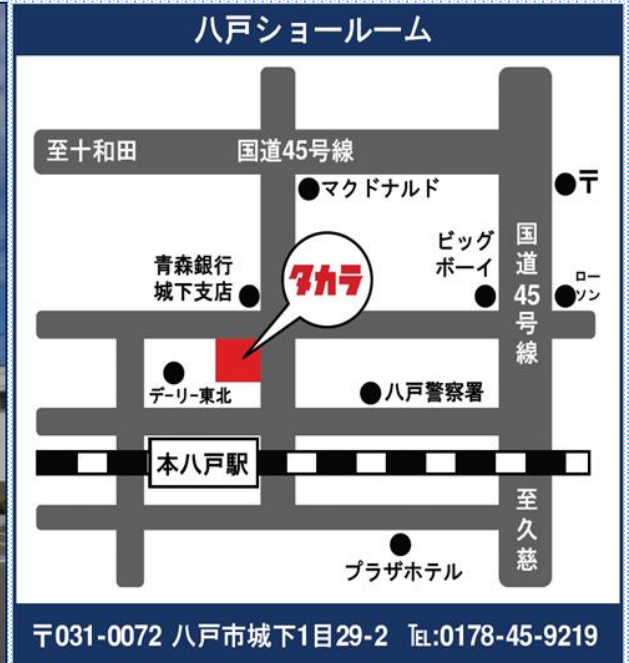 八戸ショールーム
至十和田
国道45号線
マクドナルド
〒
ビッグ
ボーイ
国道45号線
ロー
ソン
青森銀行
城下支店
タカラ
デーリー東北
八戸警察署
本八戸駅
至久慈
プラザホテル
〒031-0072 八戸市城下1目29-2 ℡:0178-45-9219